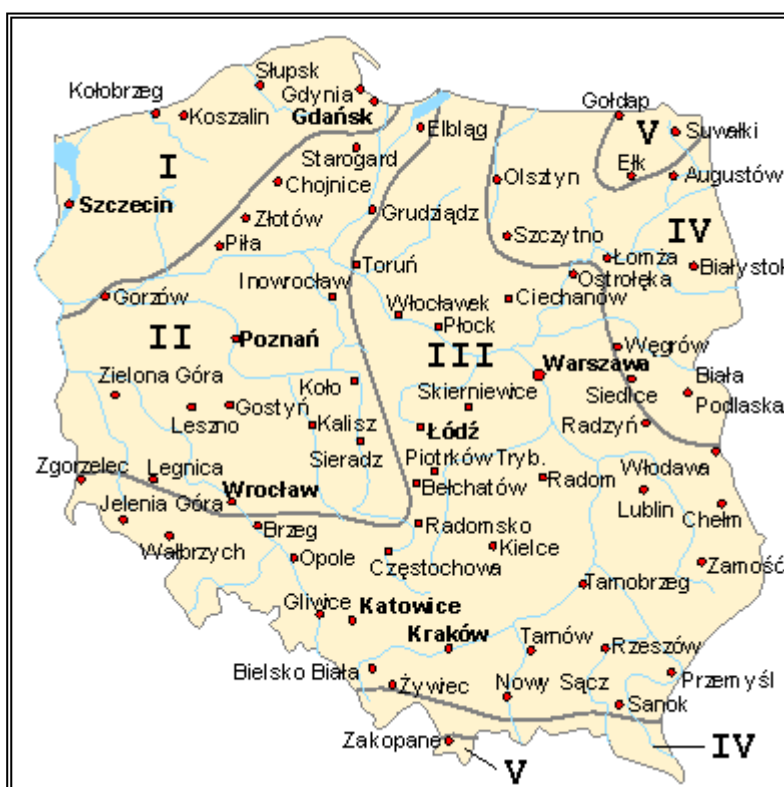 Słupsk
Kołobrzeg
Gdynia
Koszalin
Gdańsk
Gołdap
V
Suwałki
Elbląg
Starogard
I
Ełk
Olsztyn
Augustów
Chojnice
Szczecin
Grudziądz
Złotów
Szczytno
IV
Piła
Łomża
Białystok
Toruń
Ostrołęka
Inowrocław
Gorzów
Włocławek
Ciechanów
Płock
II
Poznań
III
Węgrów
Warszawa
Zielona Góra
Koło
Skierniewice
Siedlce
Biała
Podlaska
Leszno
Gostyń
Kalisz
Łódź
Radzyń
Sieradz
Piotrków Tryb.
Zgorzelec
Legnica
Włodawa
Wrocław
Bełchatów
Radom
Jelenia Góra
Lublin
Chełm
Brzeg
Radomsko
Wałbrzych
Opole
Kielce
Częstochowa
Zamość
Tarnobrzeg
Gliwice
Katowice
Kraków
Tarnów
Rzeszów
Bielsko Biała
Żywiec
Nowy Sącz
Przemyśl
Sanok
Zakopane
V
IV